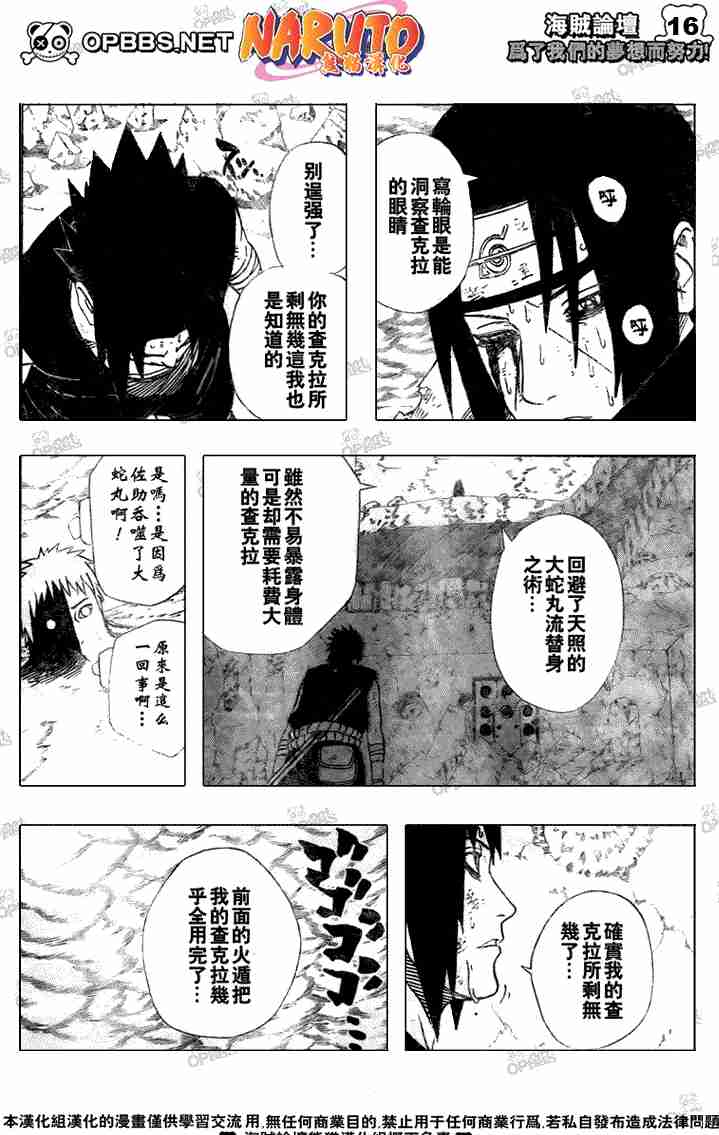 OPBBS.NET
NARUTO
海賊論壇
16
爲了我們的夢想而努力!
寫輪眼是能
洞察查克拉
的眼睛
别逞强了…
你的查克拉所
剩無幾這我也
是知道的
回避了天照的
大蛇丸流替身
之術…
雖然不易暴露身體
可是却需要耗費大
量的查克拉
是嗎…是因爲
佐助吞噬了大
蛇丸啊！
原來是這么
一回事啊…
確實我的查
克拉所剩無
幾了…
前面的火遁把
我的查克拉幾
乎全用完了…
本漢化組漢化的漫畫僅供學習交流用,無任何商業目的,禁止用于任何商業行爲,若私自發布造成法律問題